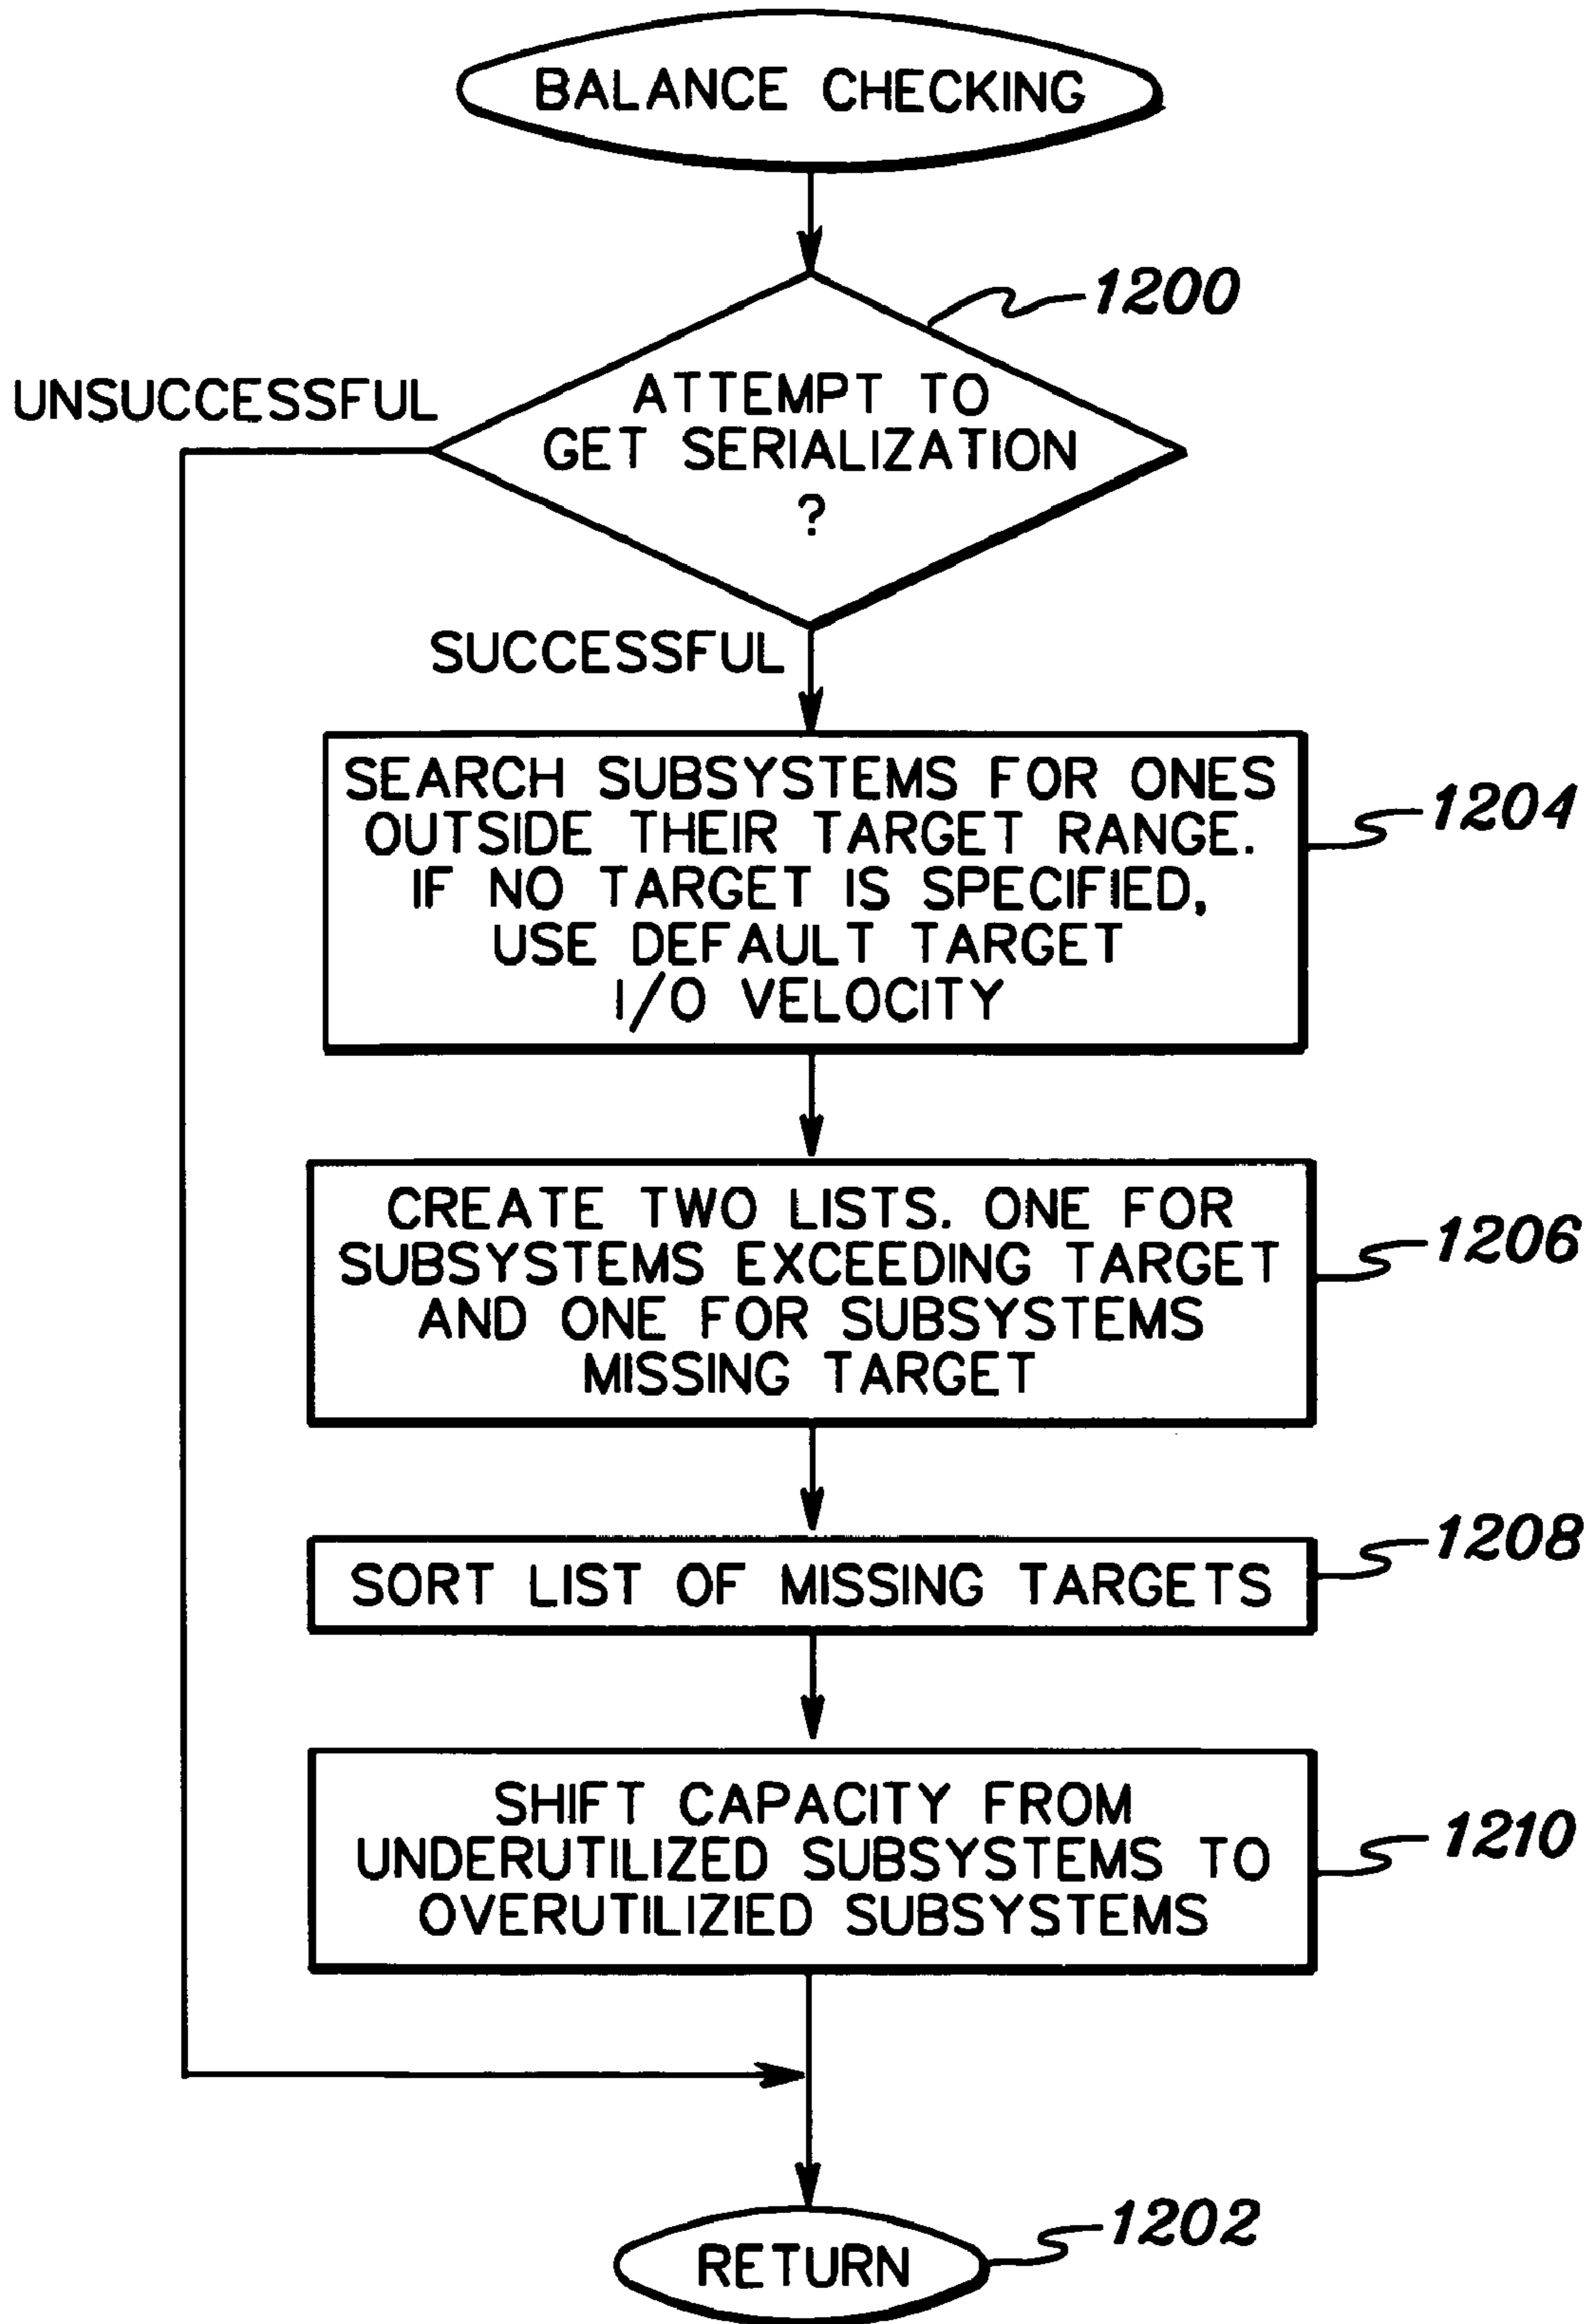 BALANCE CHECKING
1200
UNSUCCESSFUL
ATTEMPT TO
GET SERIALIZATION
?
SUCCESSFUL
SEARCH SUBSYSTEMS FOR ONES
OUTSIDE THEIR TARGET RANGE.
IF NO TARGET IS SPECIFIED,
USE DEFAULT TARGET
I/O VELOCITY
1204
CREATE TWO LISTS. ONE FOR
SUBSYSTEMS EXCEEDING TARGET
AND ONE FOR SUBSYSTEMS
MISSING TARGET
1206
SORT LIST OF MISSING TARGETS
1208
SHIFT CAPACITY FROM
UNDERUTILIZED SUBSYSTEMS TO
OVERUTILIZIED SUBSYSTEMS
1210
RETURN
1202